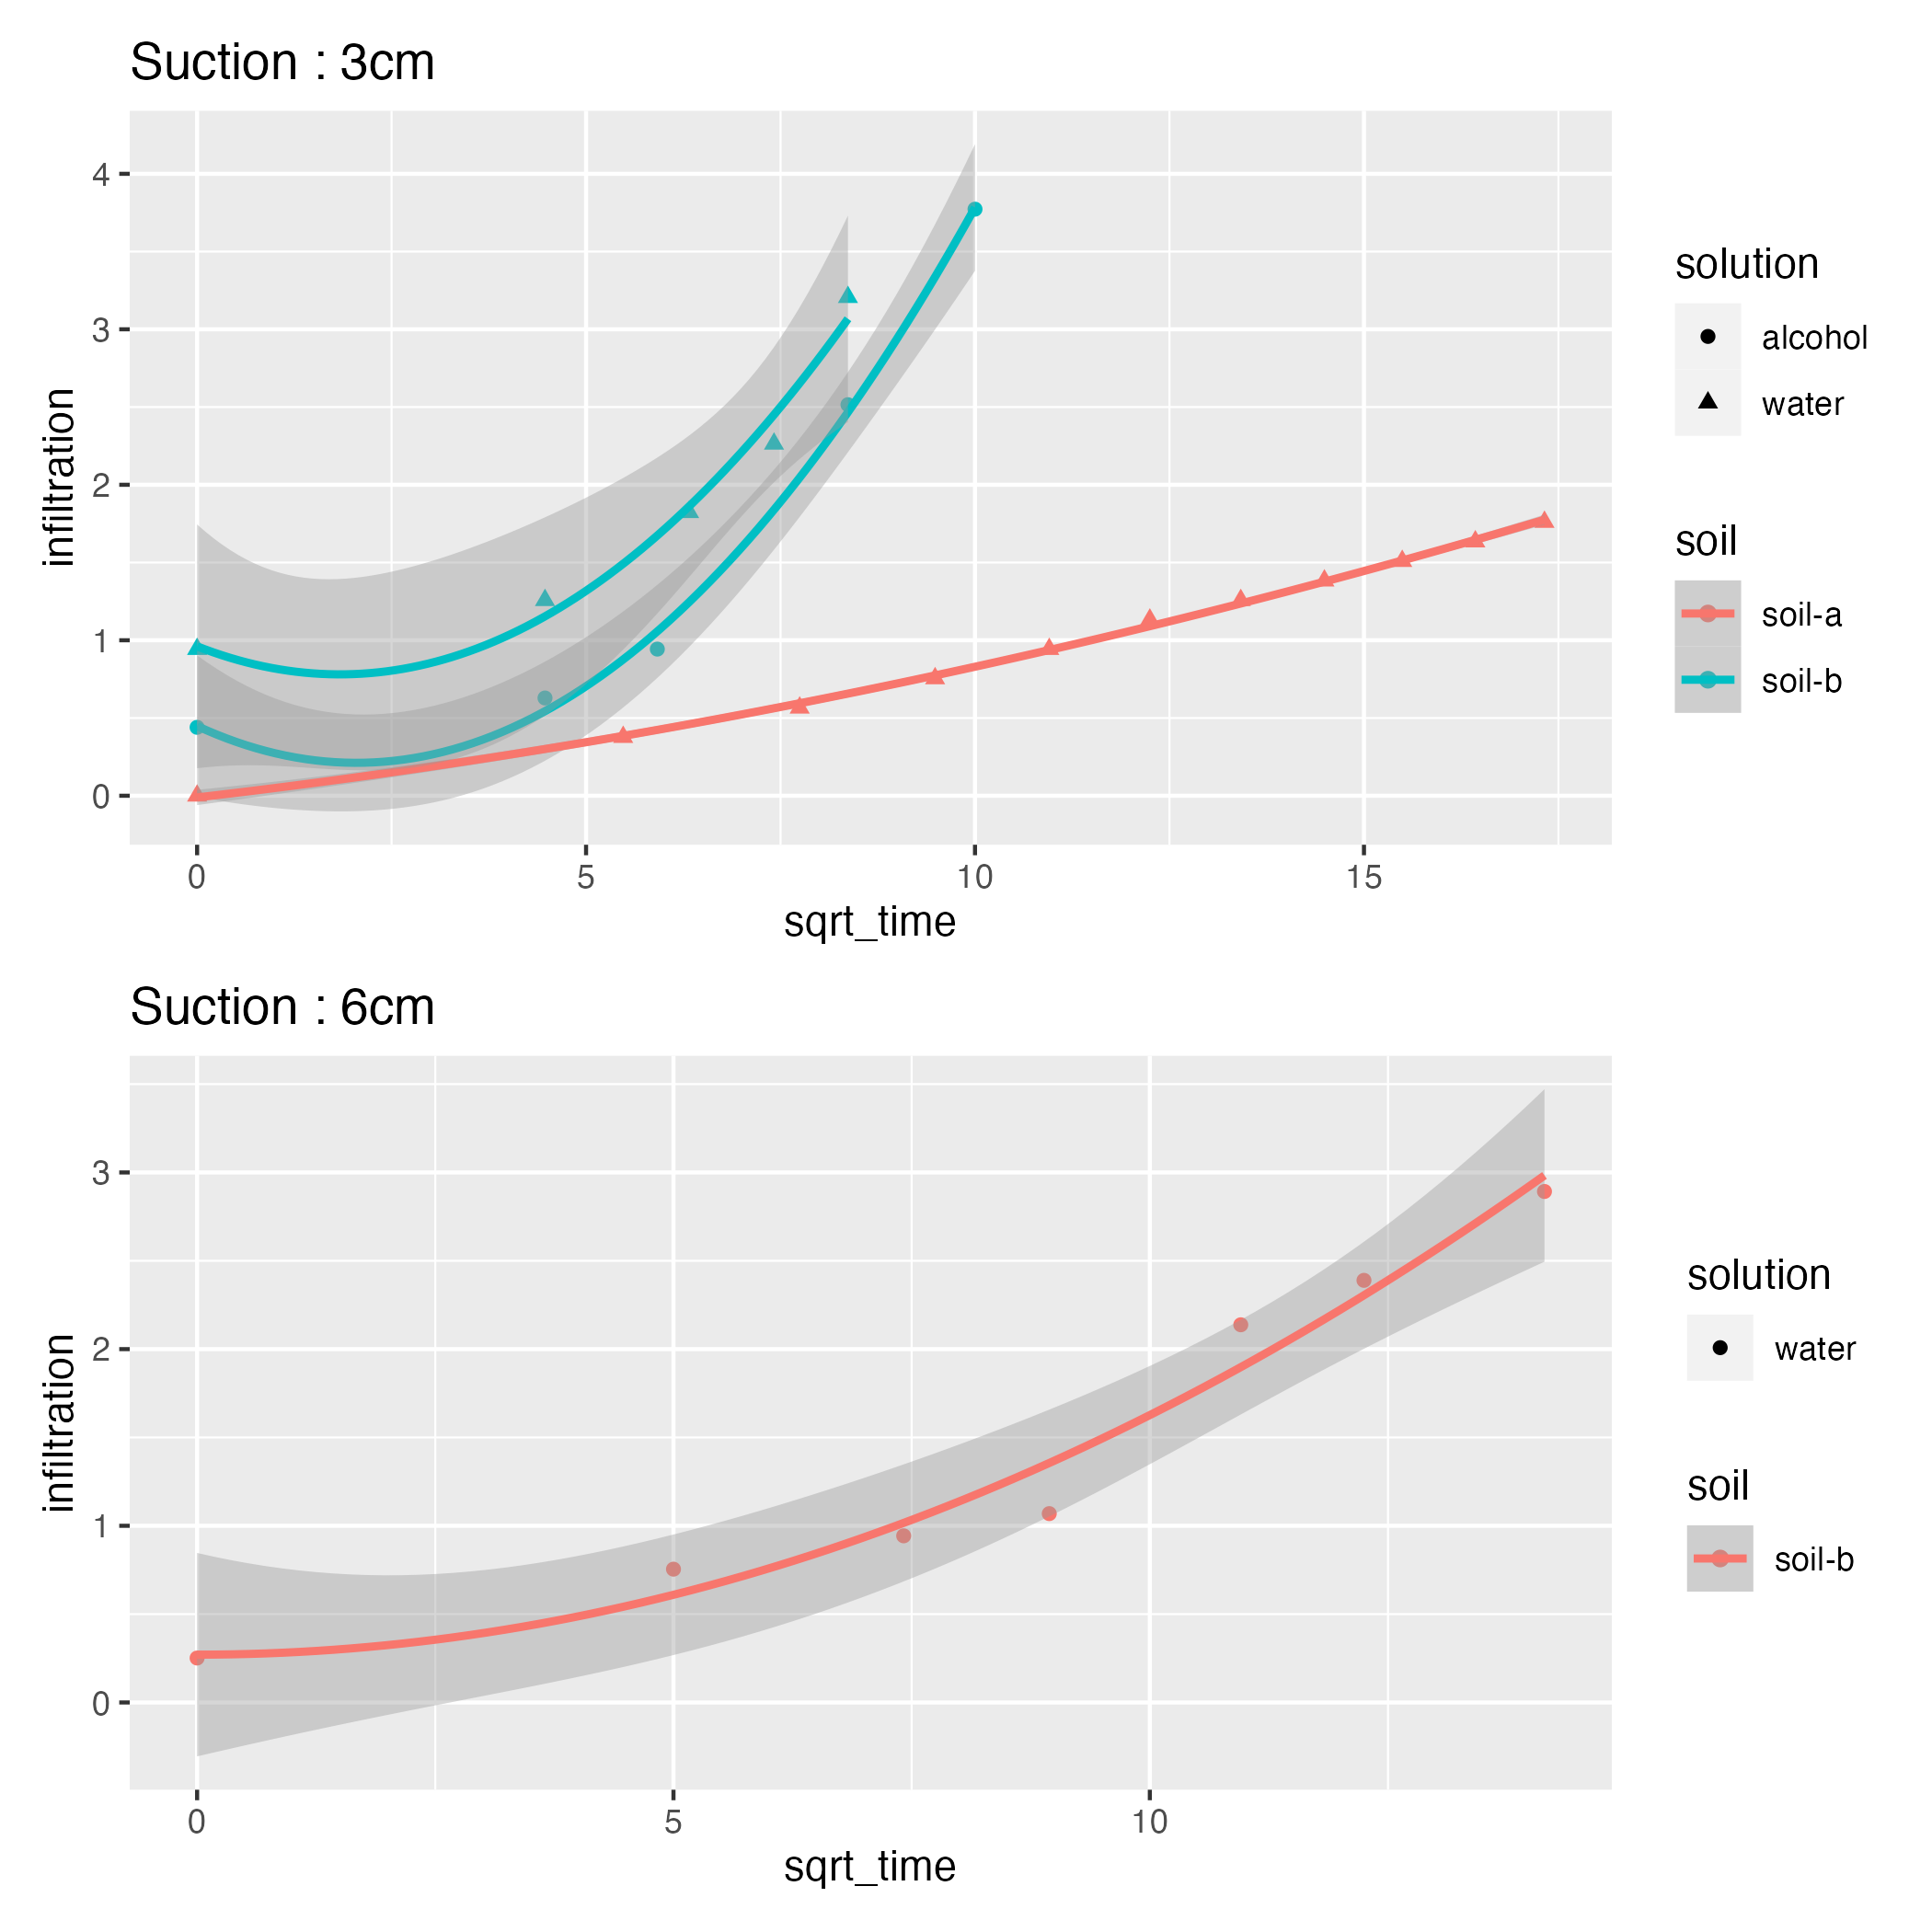 Suction : 3cm
4
3
2
1
0
infiltration
0 5 10 15
sqrt_time
solution
alcohol
water
soil
soil-a
soil-b
Suction : 6cm
3
2
1
0
infiltration
0 5 10
sqrt_time
solution
water
soil
soil-b